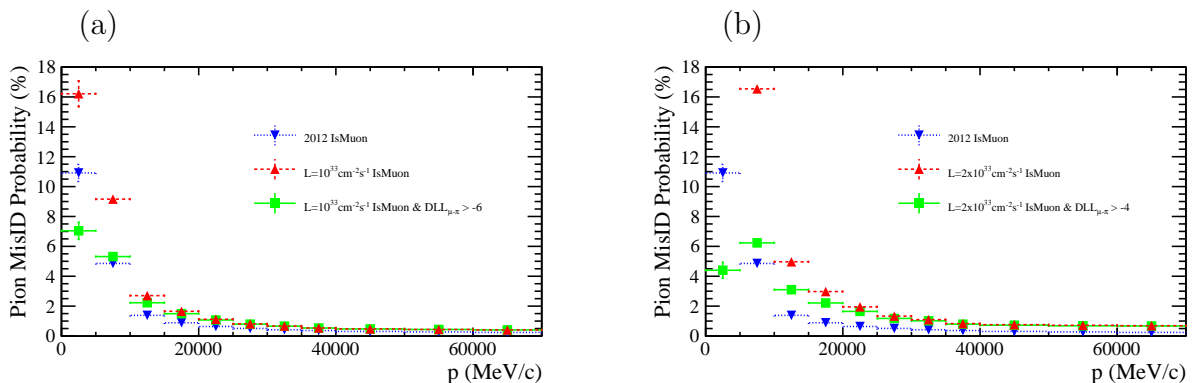 (a)
(b)
Pion MisID Probability (%)
18
16
14
12
10
8
6
4
2
0
2012 IsMuon
L=10³³cm⁻²s⁻¹ IsMuon
L=10³³cm⁻²s⁻¹ IsMuon & DLL_μ-π > -6
0 20000 40000 60000
p (MeV/c)
Pion MisID Probability (%)
18
16
14
12
10
8
6
4
2
0
2012 IsMuon
L=2x10³³cm⁻²s⁻¹ IsMuon
L=2x10³³cm⁻²s⁻¹ IsMuon & DLL_μ-π > -4
0 20000 40000 60000
p (MeV/c)